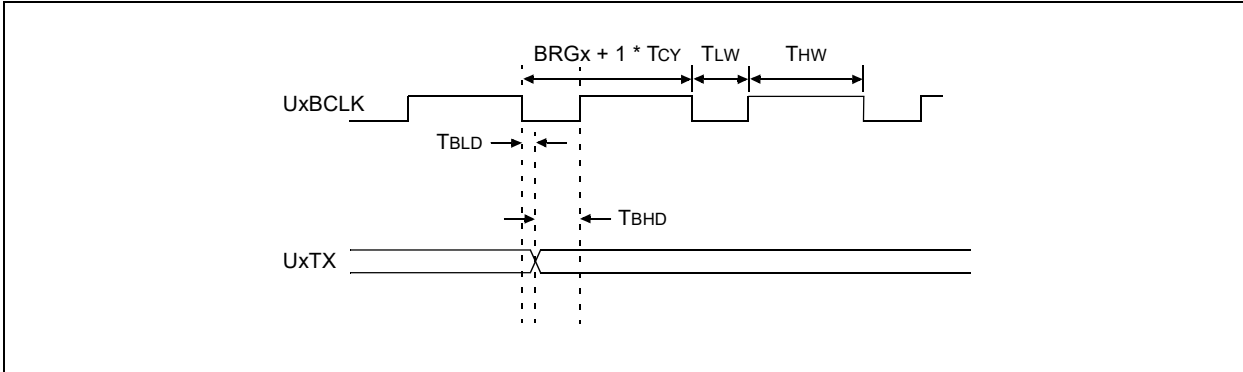 BRGx + 1 * TCY TLW THW
UxBCLK
TBLD
TBHD
UxTX